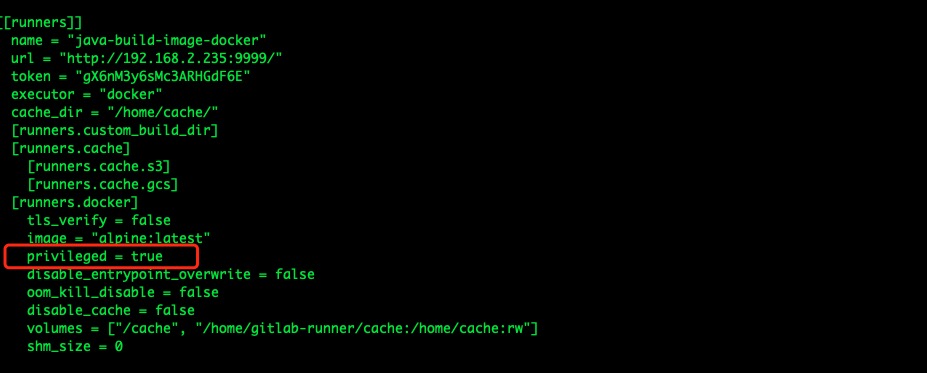 [[runners]]
name = "java-build-image-docker"
url = "http://192.168.2.235:9999/"
token = "gX6nM3y6sMc3ARHGdF6E"
executor = "docker"
cache_dir = "/home/cache/"
[runners.custom_build_dir]
[runners.cache]
[runners.cache.s3]
[runners.cache.gcs]
[runners.docker]
tls_verify = false
image = "alpine:latest"
privileged = true
disable_entrypoint_overwrite = false
oom_kill_disable = false
disable_cache = false
volumes = ["/cache", "/home/gitlab-runner/cache:/home/cache:rw"]
shm_size = 0